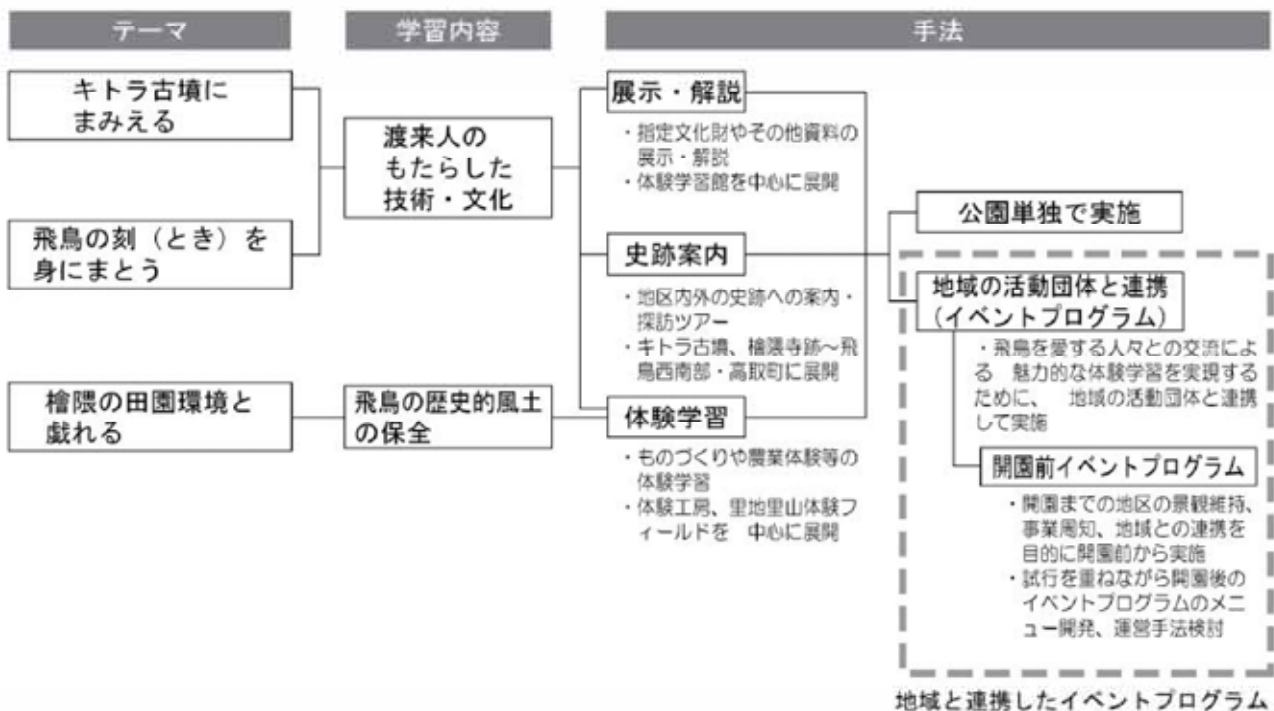 テーマ
学習内容
手法
キトラ古墳に
まみえる
飛鳥の刻（とき）を
身にまとう
檜隈の田園環境と
戯れる
渡来人の
もたらした
技術・文化
飛鳥の歴史的風土
の保全
展示・解説
・指定文化財やその他資料の
展示・解説
・体験学習館を中心に展開
史跡案内
・地区内外の史跡への案内・
探訪ツアー
・キトラ古墳、檜隈寺跡～飛
鳥西南部・高取町に展開
体験学習
・ものづくりや農業体験等の
体験学習
・体験工房、里地里山体験フ
ィールドを 中心に展開
公園単独で実施
地域の活動団体と連携
（イベントプログラム）
・飛鳥を愛する人々との交流によ
る 魅力的な体験学習を実現する
ために、 地域の活動団体と連携
して実施
開園前イベントプログラム
・開園までの地区の景観維持、
事業周知、地域との連携を
目的に開園前から実施
・試行を重ねながら開園後の
イベントプログラムのメニ
ュー開発、運営手法検討
地域と連携したイベントプログラム